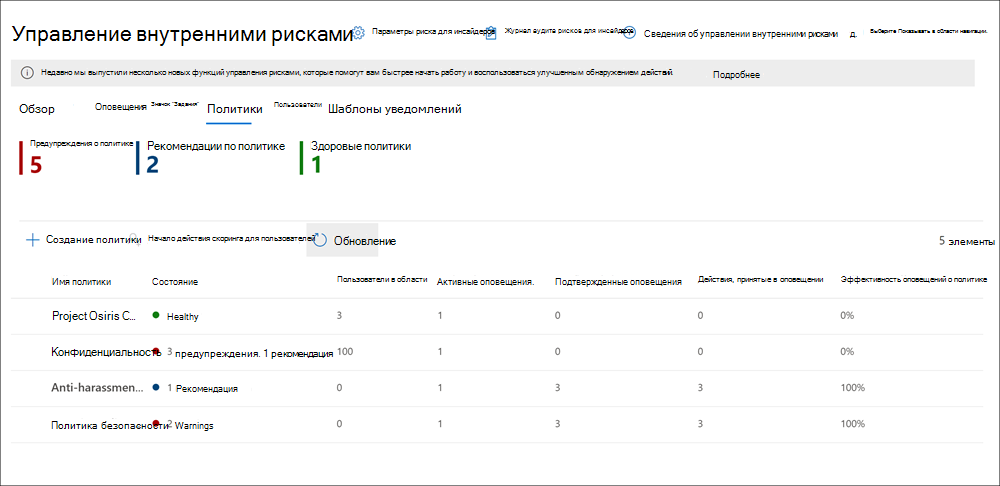 Управление внутренними рисками Параметры риска для инсайдеров Журнал аудита рисков для инсайдеров Сведения об управлении внутренними рисками д. Выберите Показывать в области навигации.
Недавно мы выпустили несколько новых функций управления рисками, которые помогут вам быстрее начать работу и воспользоваться улучшенным обнаружением действий. Подробнее
Обзор Оповещения Значок "Задания" Политики Пользователи Шаблоны уведомлений
Предупреждения о политике Рекомендации по политике Здоровые политики
5 2 1
Создание политики Начало действия скоринга для пользователей Обновление 5 элементы
Имя политики Состояние Пользователи в области Активные оповещения. Подтвержденные оповещения Действия, принятые в оповещении Эффективность оповещений о политике
Project Osiris C... Healthy 3 1 0 0 0%
Конфиденциальность 3 предупреждения. 1 рекомендация 100 1 0 0 0%
Anti-harassmen... 1 Рекомендация 0 1 3 3 100%
Политика безопасности 2 Warnings 0 1 3 3 100%